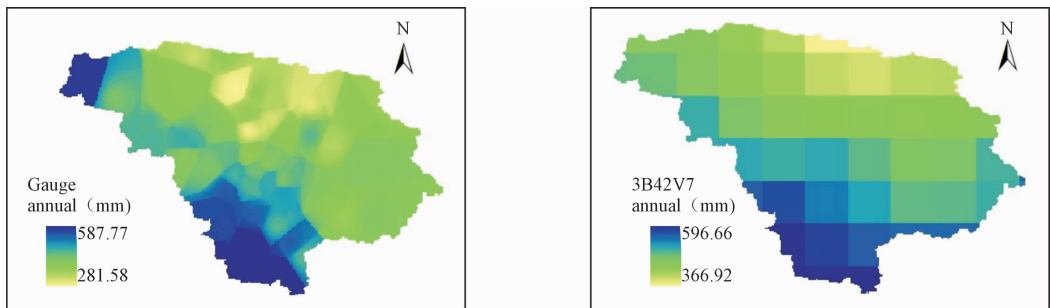 N
Gauge
annual（mm）
587.77
281.58
N
3B42V7
annual（mm）
596.66
366.92